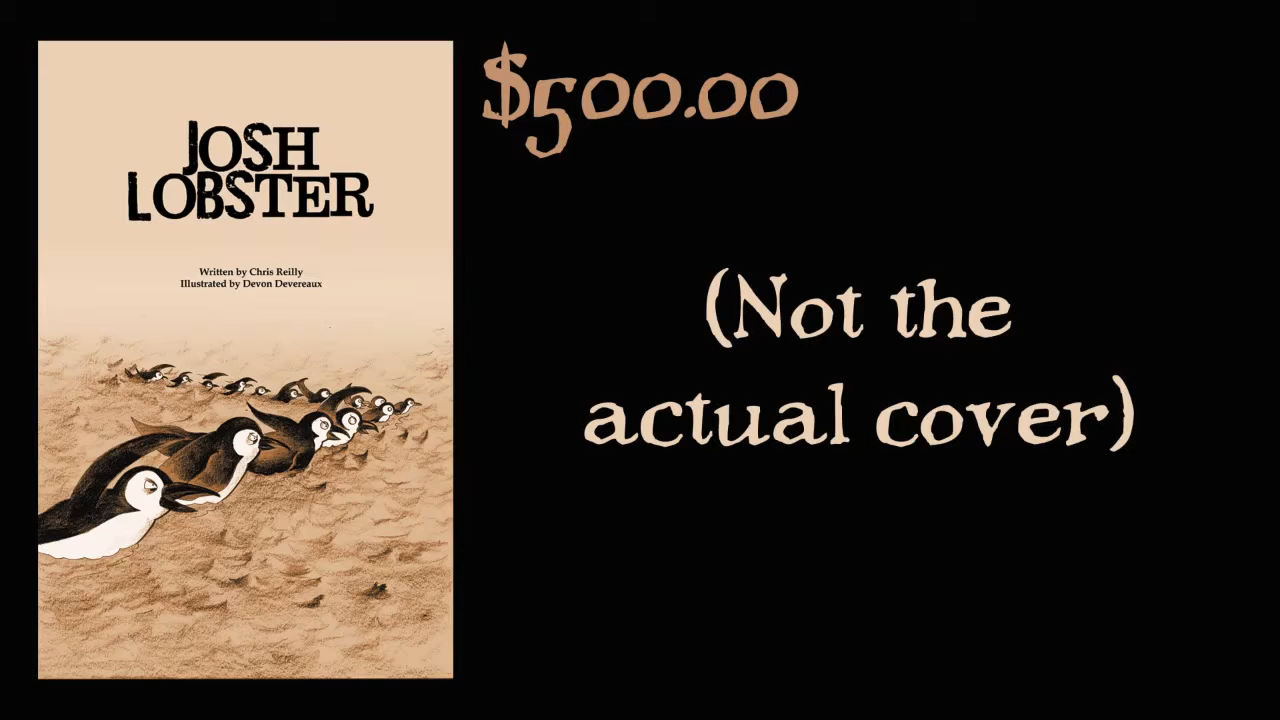 JOSH
LOBSTER
Written by Chris Reilly
Illustrated by Devon Devereaux
$500.00
(Not the
actual cover)